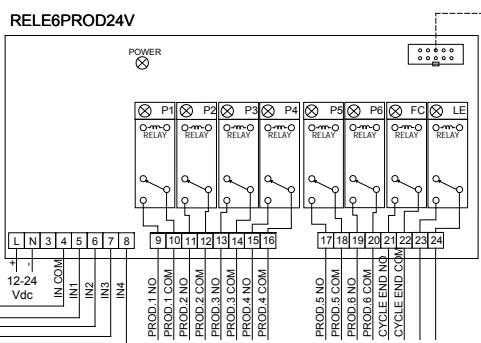 RELE6PROD24V
POWER
P1 P2 P3 P4 P5 P6 FC LE
RELAY RELAY RELAY RELAY RELAY RELAY RELAY RELAY
L N 3 4 5 6 7 8 9 10 11 12 13 14 15 16 17 18 19 20 21 22 23 24
+ -
12-24
Vdc
IN COM
IN1
IN2
IN3
IN4
PROD.1 NO
PROD.1 COM
PROD.2 NO
PROD.2 COM
PROD.3 NO
PROD.3 COM
PROD.4 NO
PROD.4 COM
PROD.5 NO
PROD.5 COM
PROD.6 NO
PROD.6 COM
CYCLE END NO
CYCLE END COM